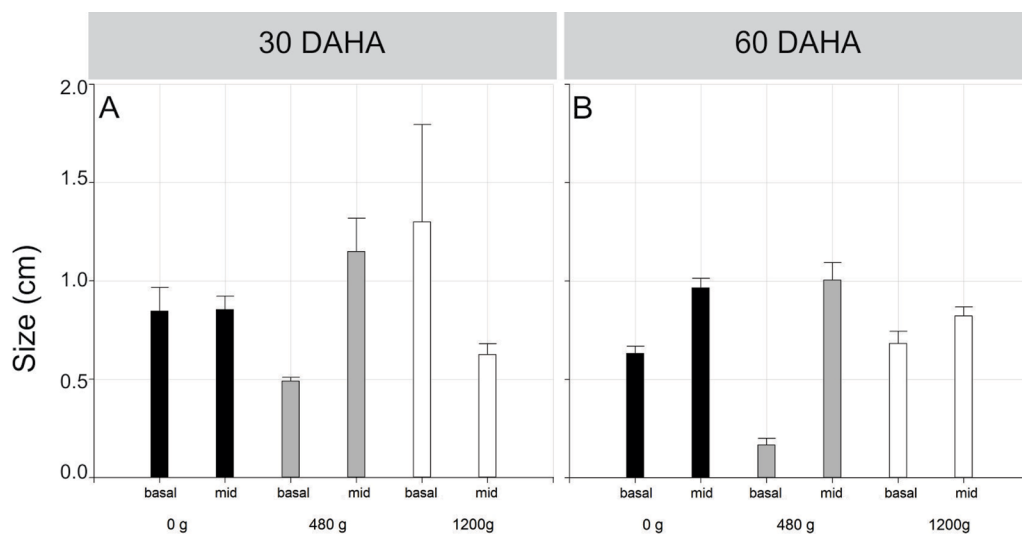 30 DAHA 60 DAHA
A B
2.0
1.5
1.0
0.5
0.0
Size (cm)
basal mid basal mid basal mid basal mid basal mid basal mid
0 g 480 g 1200g 0 g 480 g 1200g